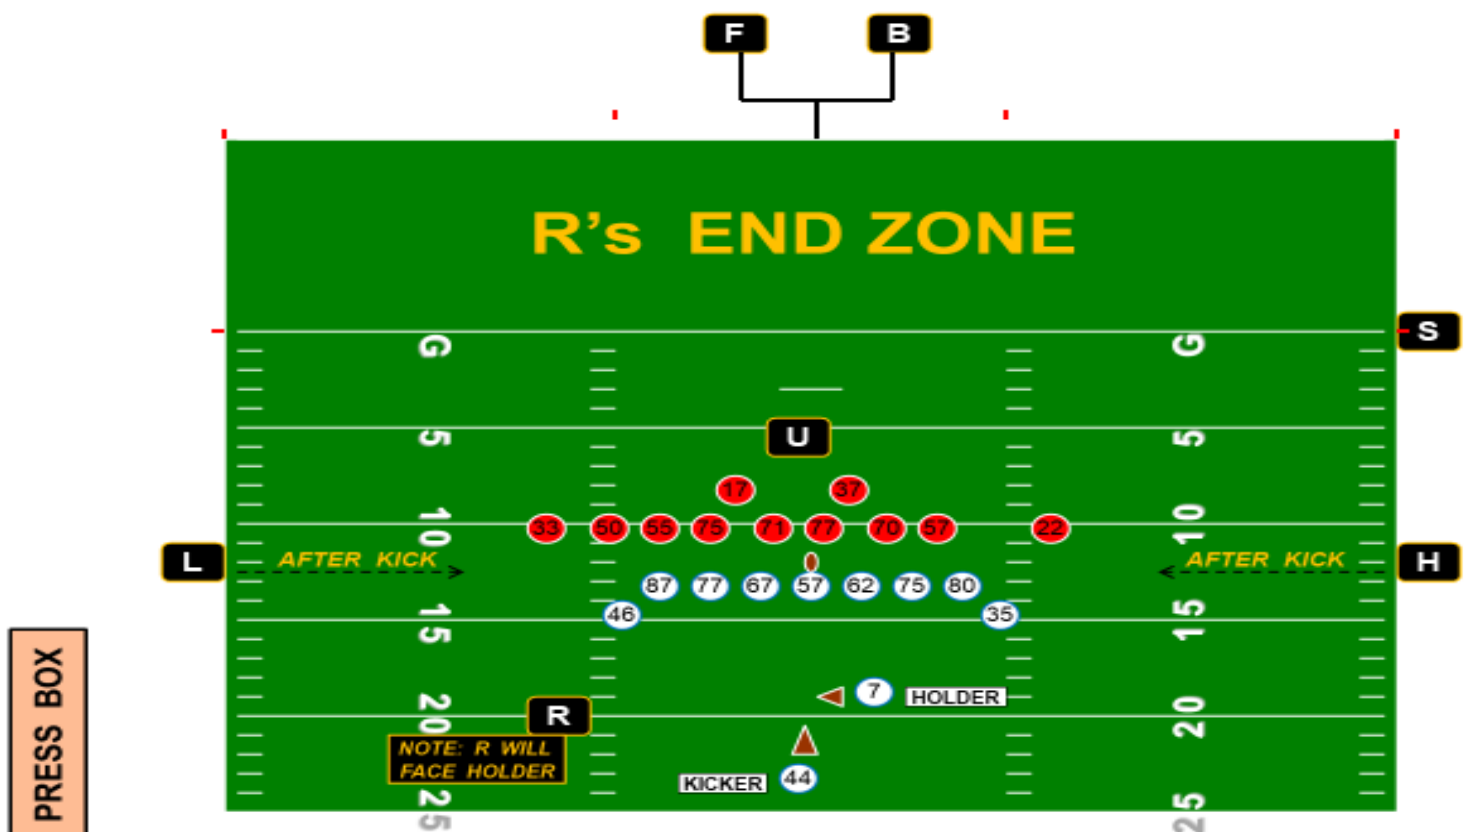 F B
R's END ZONE
S
G G
U
5 5
17 37
10 10
33 50 55 75 71 77 70 57 22
L AFTER KICK AFTER KICK H
87 77 67 57 62 75 80
46 35
15 15
7 HOLDER
20 20
R
NOTE: R WILL
FACE HOLDER
KICKER 44
25 25
PRESS BOX